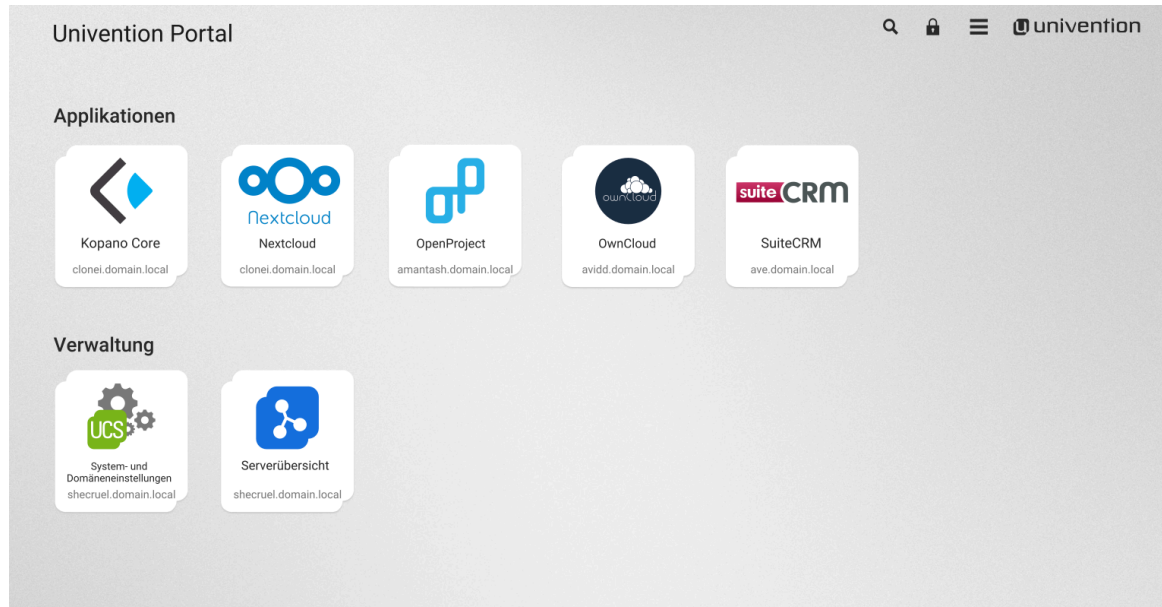 Univention Portal
univention
Applikationen
Nextcloud
ownCloud
suite CRM
Kopano Core
Nextcloud
OpenProject
OwnCloud
SuiteCRM
clonei.domain.local
clonei.domain.local
amantash.domain.local
avidd.domain.local
ave.domain.local
Verwaltung
UCS
System- und
Domäneneinstellungen
Serverübersicht
shecruel.domain.local
shecruel.domain.local